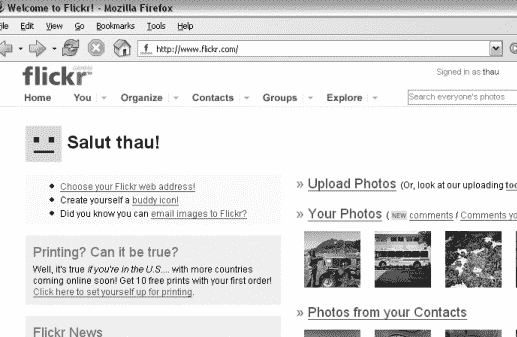 Welcome to Flickr! - Mozilla Firefox
File Edit View Go Bookmarks Tools Help
http://www.flickr.com/
flickr
Signed in as thau
Home You Organize Contacts Groups Explore
Search everyone's photos
Salut thau!
Choose your Flickr web address!
Create yourself a buddy icon!
Did you know you can email images to Flickr?
Printing? Can it be true?
Well, it's true if you're in the U.S.... with more countries
coming online soon! Get 10 free prints with your first order!
Click here to set yourself up for printing.
Flickr News
» Upload Photos (Or, look at our uploading
» Your Photos ( NEW comments / Comments
» Photos from your Contacts